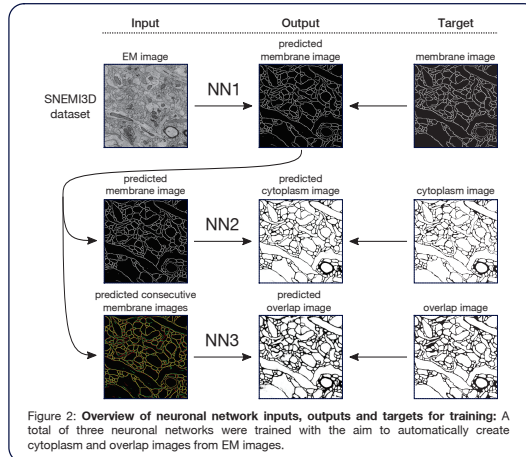 Input Output Target
EM image
predicted
membrane image
membrane image
SNEMI3D
dataset
NN1
predicted
membrane image
predicted
cytoplasm image
cytoplasm image
NN2
predicted consecutive
membrane images
predicted
overlap image
overlap image
NN3
Figure 2: Overview of neuronal network inputs, outputs and targets for training: A
total of three neuronal networks were trained with the aim to automatically create
cytoplasm and overlap images from EM images.